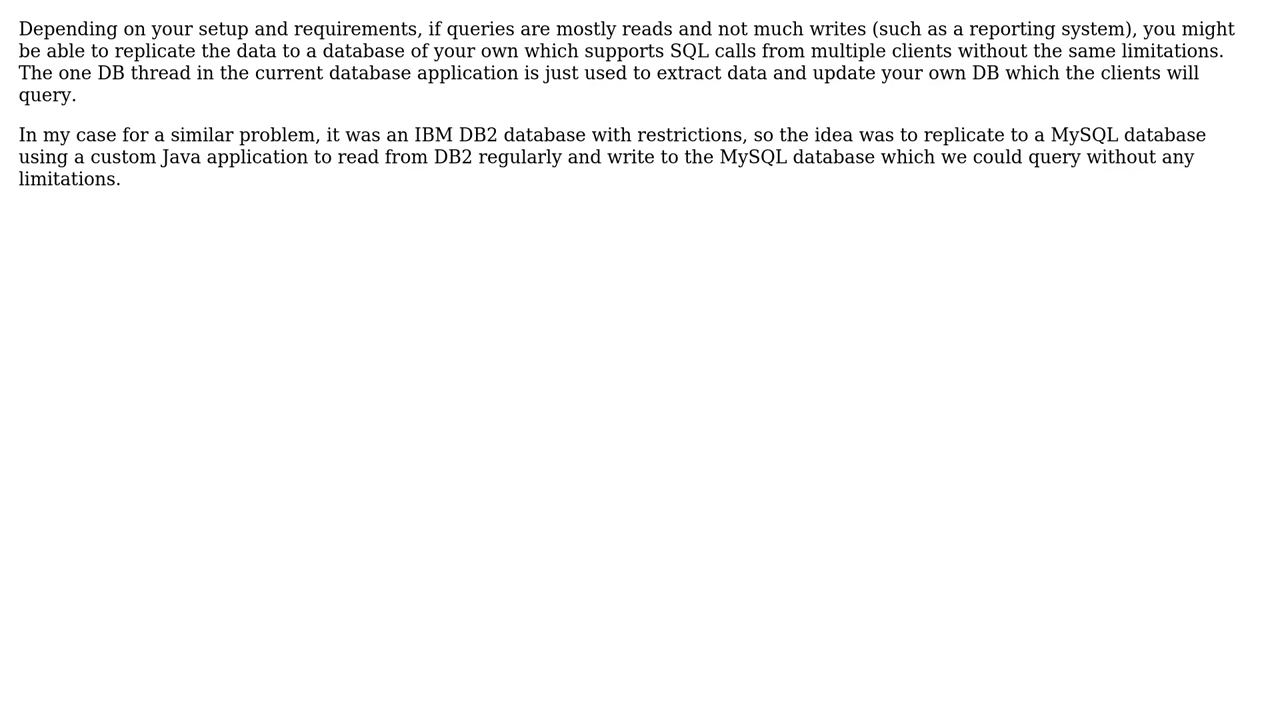 Depending on your setup and requirements, if queries are mostly reads and not much writes (such as a reporting system), you might
be able to replicate the data to a database of your own which supports SQL calls from multiple clients without the same limitations.
The one DB thread in the current database application is just used to extract data and update your own DB which the clients will
query.
In my case for a similar problem, it was an IBM DB2 database with restrictions, so the idea was to replicate to a MySQL database
using a custom Java application to read from DB2 regularly and write to the MySQL database which we could query without any
limitations.